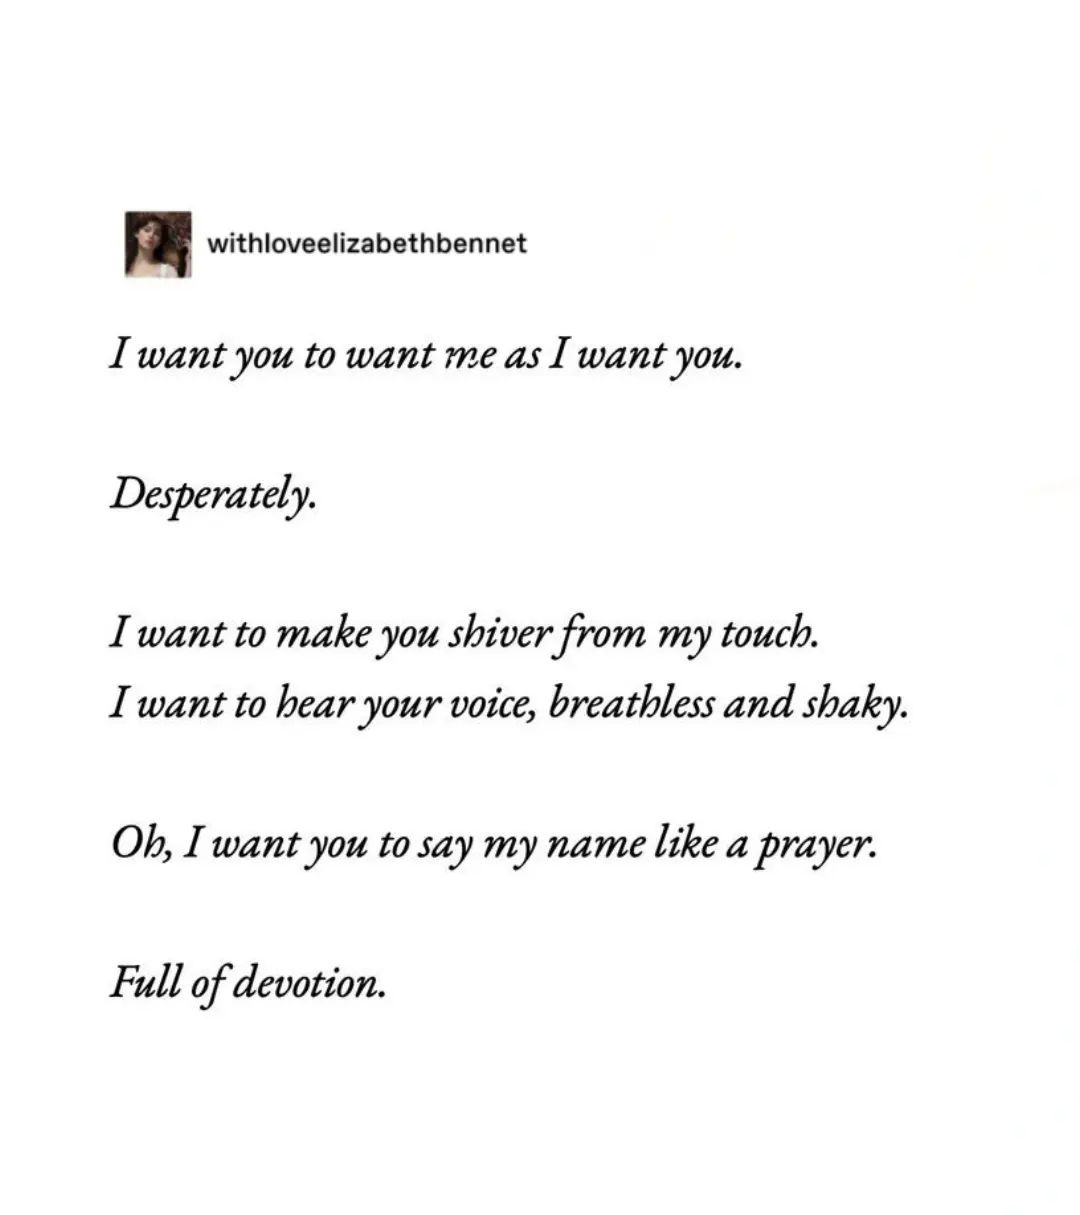 withloveelizabethbennet
I want you to want me as I want you.
Desperately.
I want to make you shiver from my touch.
I want to hear your voice, breathless and shaky.
Oh, I want you to say my name like a prayer.
Full of devotion.